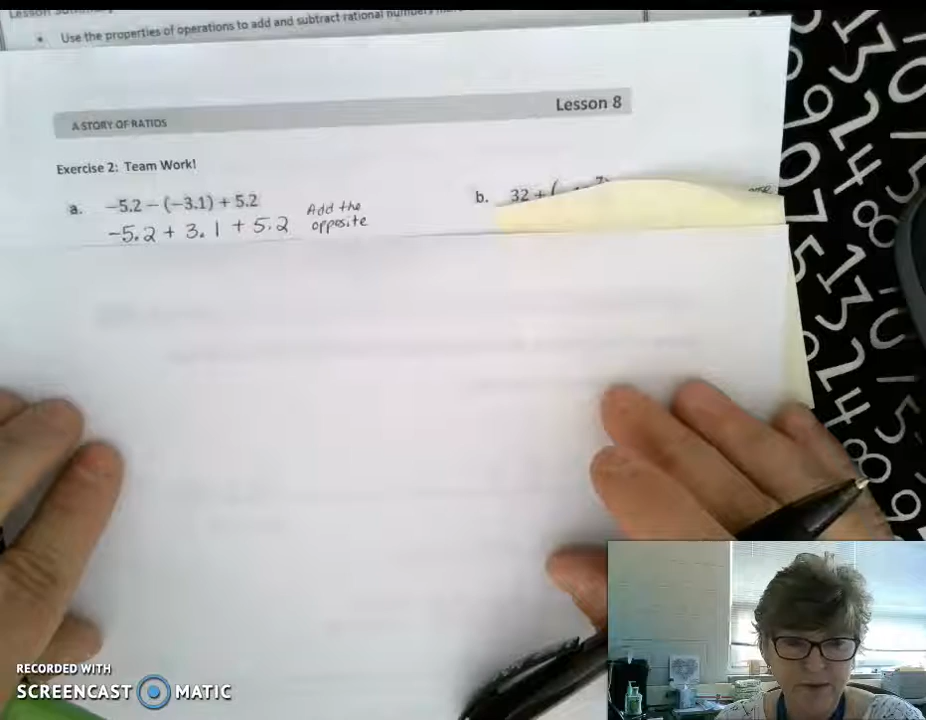 Lesson Summary
• Use the properties of operations to add and subtract rational numbers
A STORY OF RATIOS
Lesson 8
Exercise 2: Team Work!
a. −5.2 − (−3.1) + 5.2
−5.2 + 3.1 + 5.2
Add the
opposite
b. 32 + (
RECORDED WITH
SCREENCAST MATIC